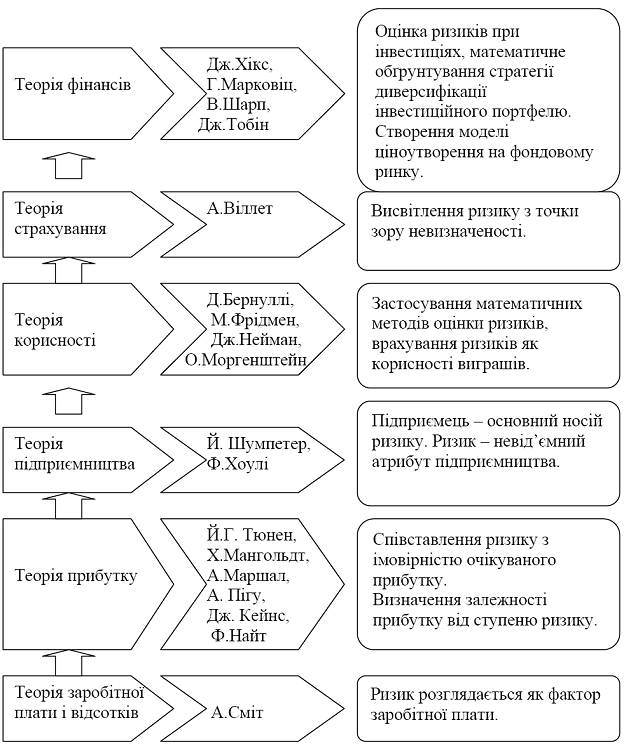 Теорія фінансів
Дж.Хікс,
Г.Марковіц,
В.Шарп,
Дж.Тобін
Оцінка ризиків при
інвестиціях, математичне
обґрунтування стратегії
диверсифікації
інвестиційного портфелю.
Створення моделі
ціноутворення на фондовому
ринку.
Теорія
страхування
А.Віллет
Висвітлення ризику з точки
зору невизначеності.
Теорія
корисності
Д.Бернуллі,
М.Фрідмен,
Дж.Нейман,
О.Моргенштейн
Застосування математичних
методів оцінки ризиків,
врахування ризиків як
корисності виграшів.
Теорія
підприємництва
Й. Шумпетер,
Ф.Хоулі
Підприємець – основний носій
ризику. Ризик – невід’ємний
атрибут підприємництва.
Теорія прибутку
Й.Г. Тюнен,
Х.Мангольдт,
А.Маршал,
А. Пігу,
Дж. Кейнс,
Ф.Найт
Співставлення ризику з
імовірністю очікуваного
прибутку.
Визначення залежності
прибутку від ступеню ризику.
Теорія заробітної
плати і відсотків
А.Сміт
Ризик розглядається як фактор
заробітної плати.